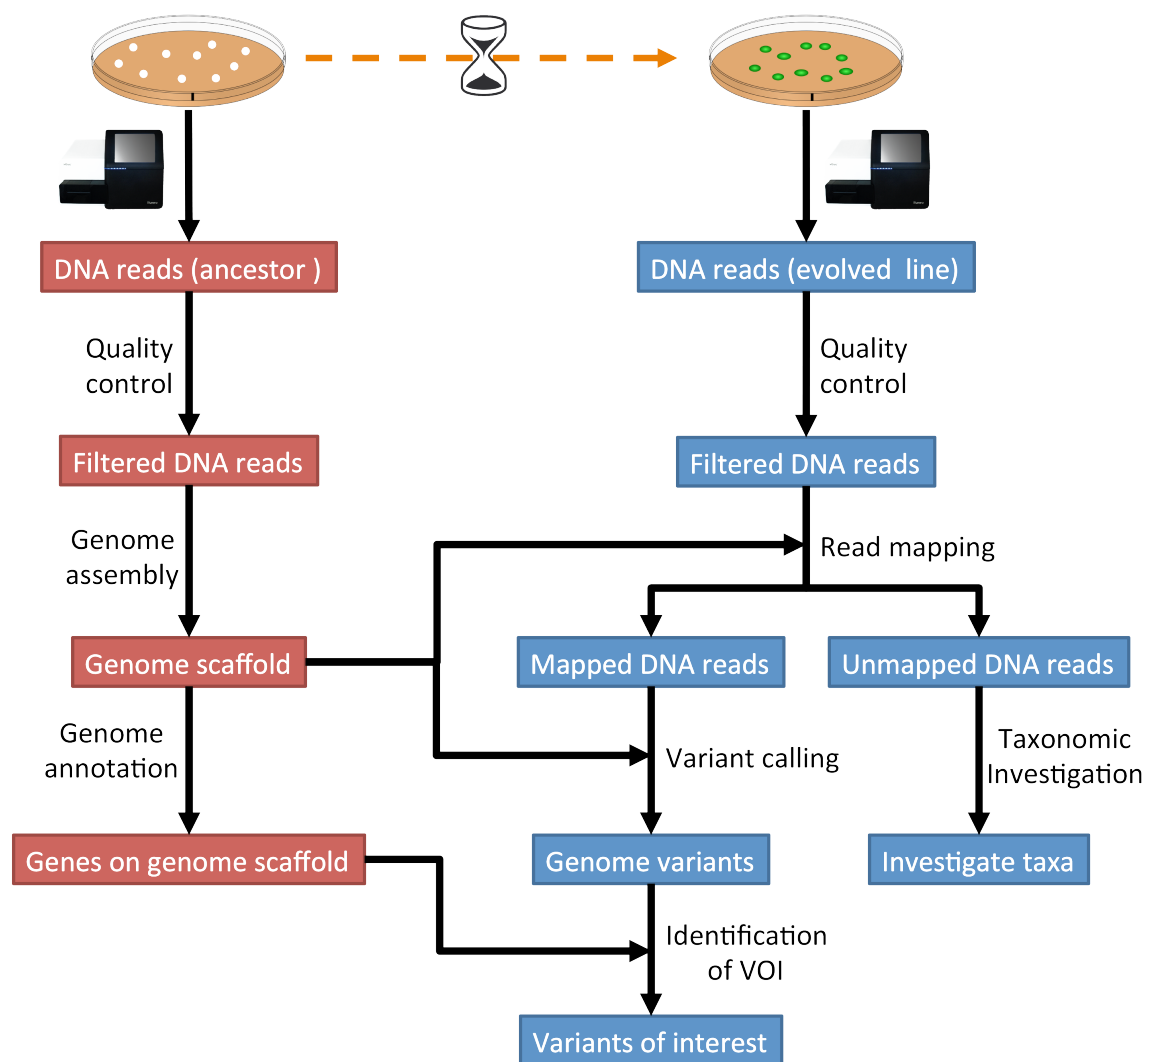 DNA reads (ancestor )
DNA reads (evolved  line)
Quality
control
Quality
control
Filtered DNA reads
Filtered DNA reads
Genome
assembly
Read mapping
Genome scaffold
Mapped DNA reads
Unmapped DNA reads
Genome
annotation
Variant calling
Taxonomic
Investigation
Genes on genome scaffold
Genome variants
Investigate taxa
Identification
of VOI
Variants of interest